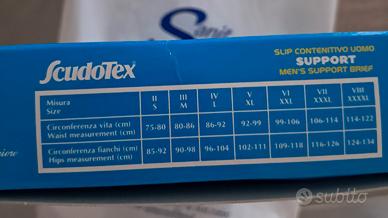 Sanit
ScudoTex
SLIP CONTENITIVO UOMO
SUPPORT
MEN'S SUPPORT BRIEF
Misura II III IV V VI VII VIII
Size S M L XL XXL XXXL XXXXL
Circonferenza vita (cm) 75-80 80-86 86-92 92-99 99-106 106-114 114-122
Waist measurement (cm)
Circonferenza fianchi (cm) 85-92 90-98 96-104 102-111 109-118 116-126 124-134
Hips measurement (cm)
subito